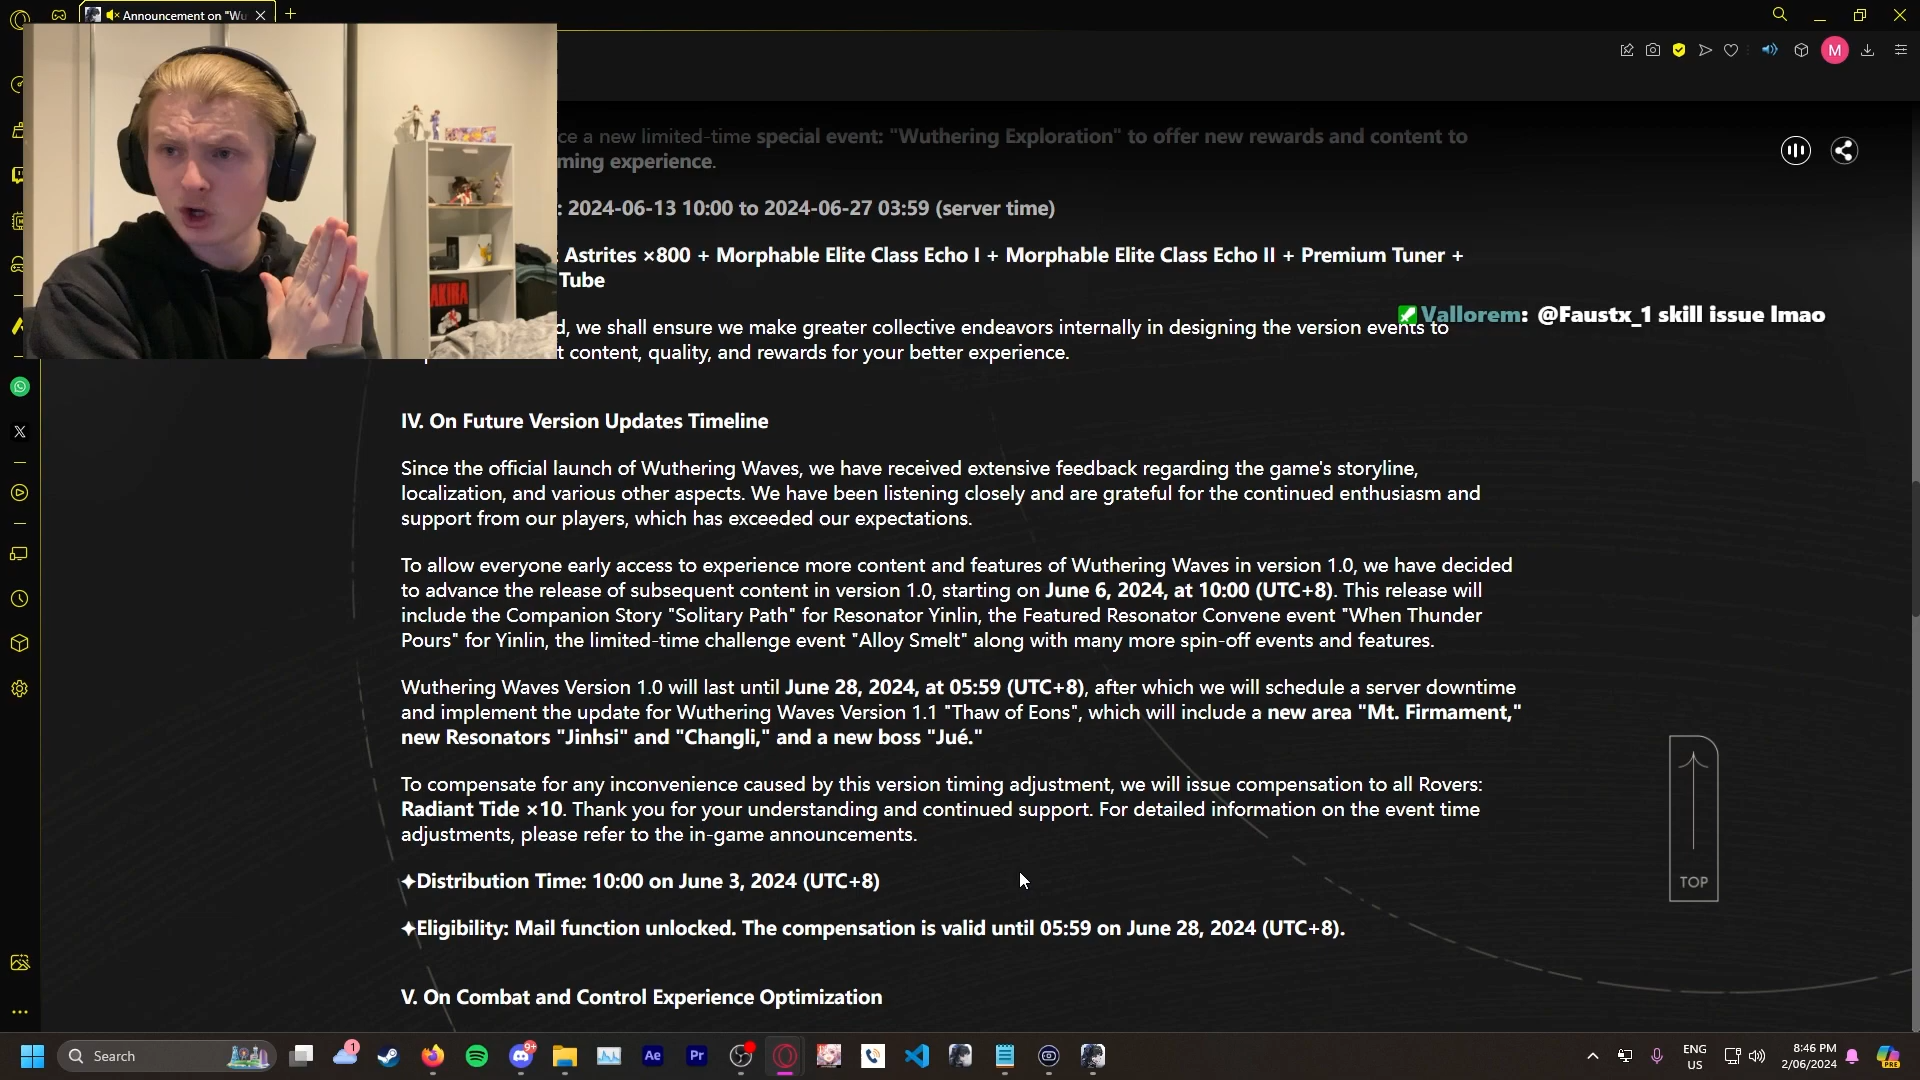 Announcement on "Wu
M
ce a new limited-time special event: "Wuthering Exploration" to offer new rewards and content to
ming experience.
: 2024-06-13 10:00 to 2024-06-27 03:59 (server time)
: Astrites ×800 + Morphable Elite Class Echo I + Morphable Elite Class Echo II + Premium Tuner +
Tube
Vallorem: @Faustx_1 skill issue lmao
d, we shall ensure we make greater collective endeavors internally in designing the version events to
t content, quality, and rewards for your better experience.
AKIRA
IV. On Future Version Updates Timeline
Since the official launch of Wuthering Waves, we have received extensive feedback regarding the game's storyline,
localization, and various other aspects. We have been listening closely and are grateful for the continued enthusiasm and
support from our players, which has exceeded our expectations.
To allow everyone early access to experience more content and features of Wuthering Waves in version 1.0, we have decided
to advance the release of subsequent content in version 1.0, starting on June 6, 2024, at 10:00 (UTC+8). This release will
include the Companion Story "Solitary Path" for Resonator Yinlin, the Featured Resonator Convene event "When Thunder
Pours" for Yinlin, the limited-time challenge event "Alloy Smelt" along with many more spin-off events and features.
Wuthering Waves Version 1.0 will last until June 28, 2024, at 05:59 (UTC+8), after which we will schedule a server downtime
and implement the update for Wuthering Waves Version 1.1 "Thaw of Eons", which will include a new area "Mt. Firmament,"
new Resonators "Jinhsi" and "Changli," and a new boss "Jué."
To compensate for any inconvenience caused by this version timing adjustment, we will issue compensation to all Rovers:
Radiant Tide ×10. Thank you for your understanding and continued support. For detailed information on the event time
adjustments, please refer to the in-game announcements.
✦Distribution Time: 10:00 on June 3, 2024 (UTC+8)
✦Eligibility: Mail function unlocked. The compensation is valid until 05:59 on June 28, 2024 (UTC+8).
TOP
V. On Combat and Control Experience Optimization
Search
1
9+
Ae
Pr
ENG
US
8:46 PM
2/06/2024
PRE